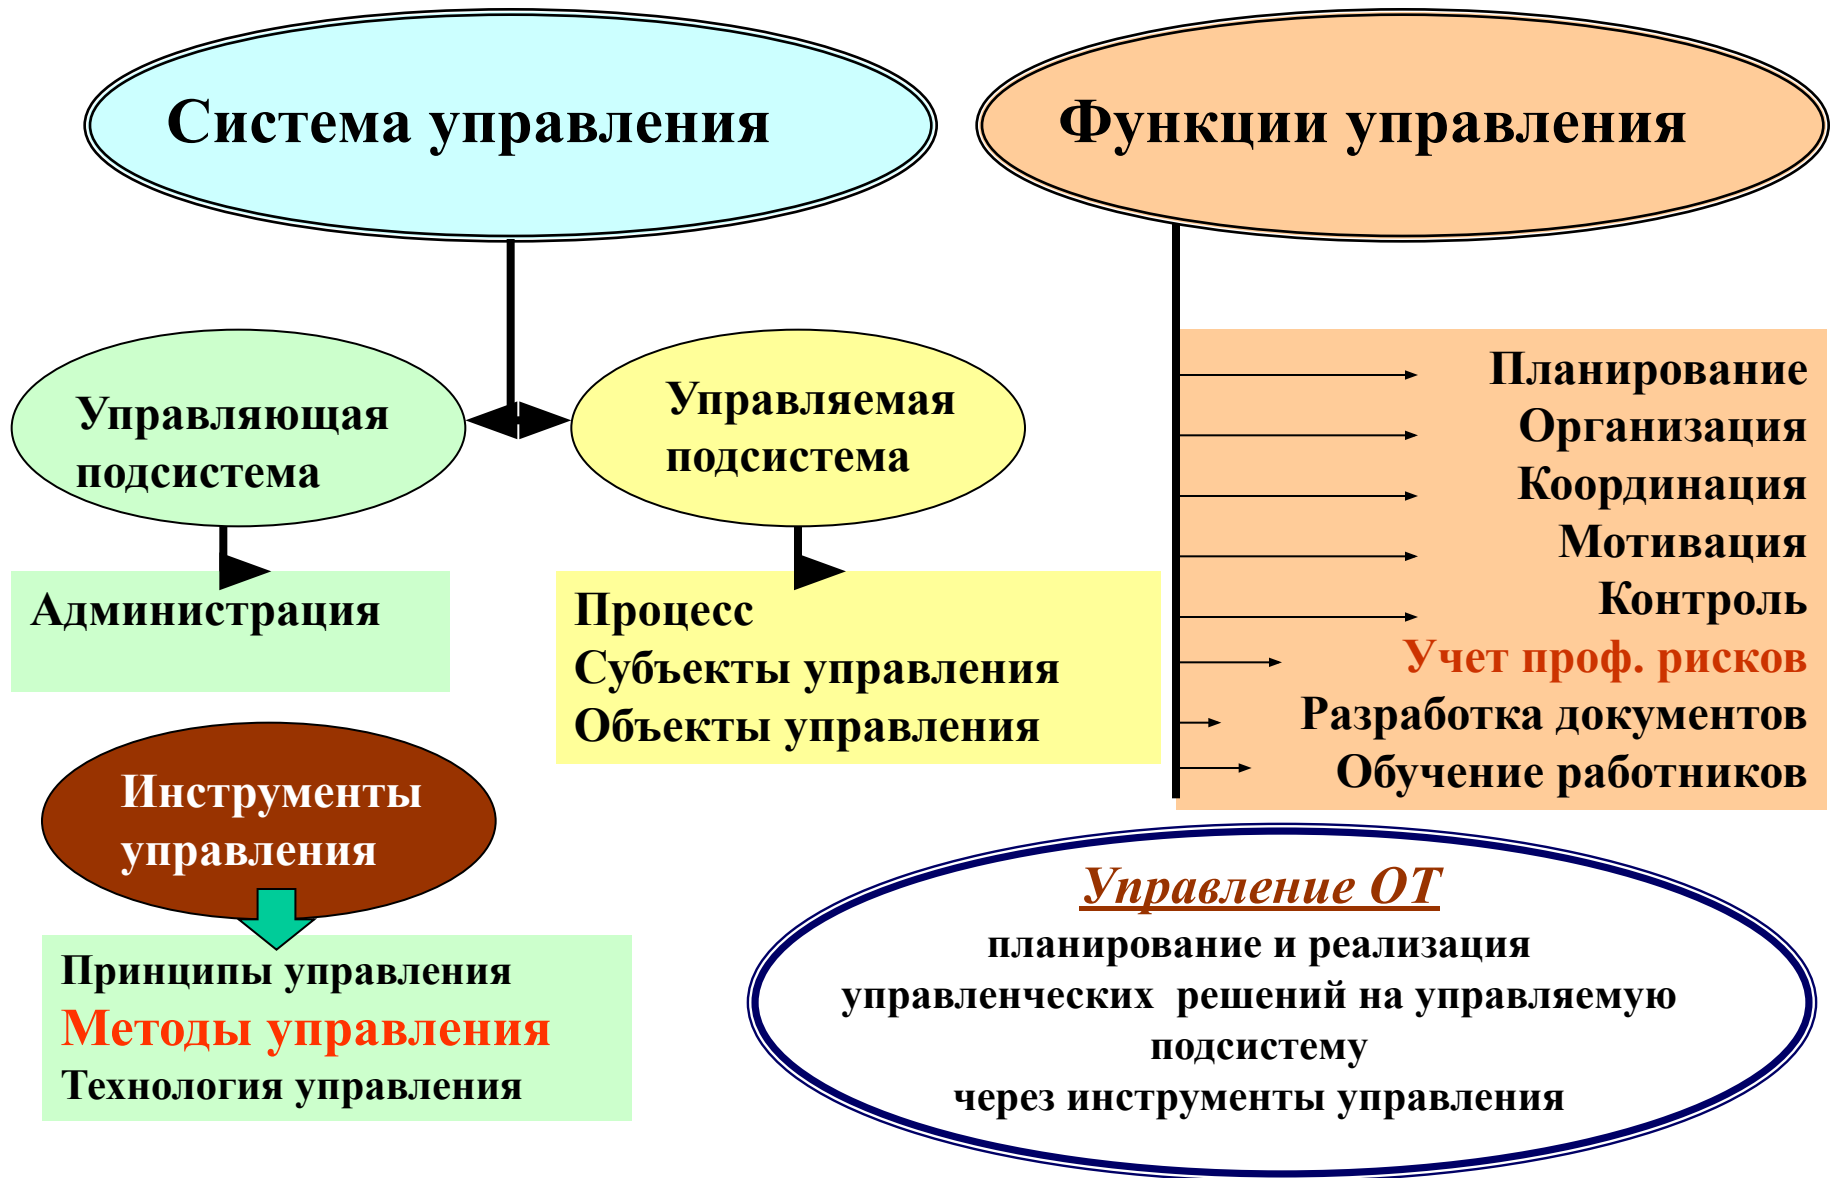 Система управления
Функции управления
Управляющая
подсистема
Управляемая
подсистема
Администрация
Процесс
Субъекты управления
Объекты управления
Планирование
Организация
Координация
Мотивация
Контроль
Учет проф. рисков
Разработка документов
Обучение работников
Инструменты
управления
Принципы управления
Методы управления
Технология управления
Управление ОТ
планирование и реализация
управленческих решений на управляемую
подсистему
через инструменты управления